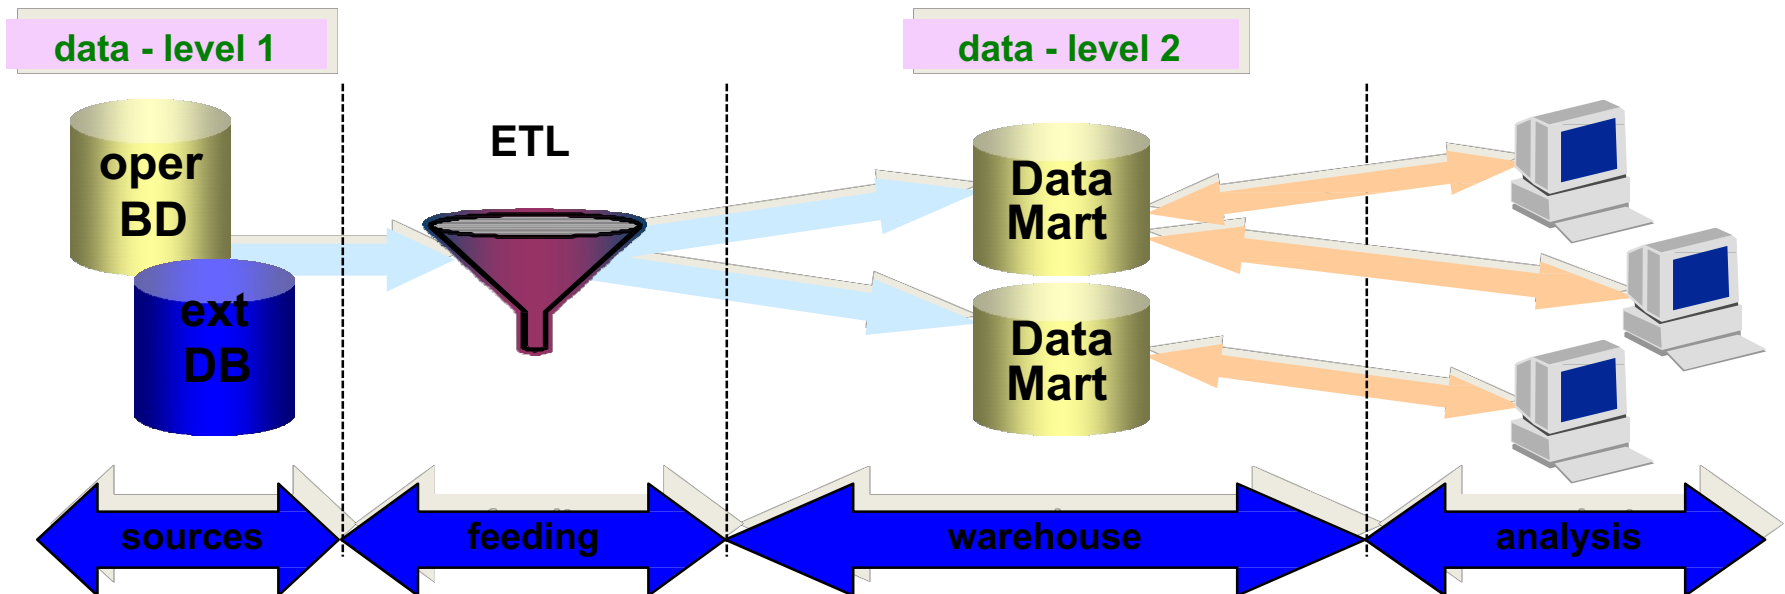 data - level 1
data - level 2
oper
BD
ext
DB
ETL
Data
Mart
Data
Mart
sources
feeding
warehouse
analysis